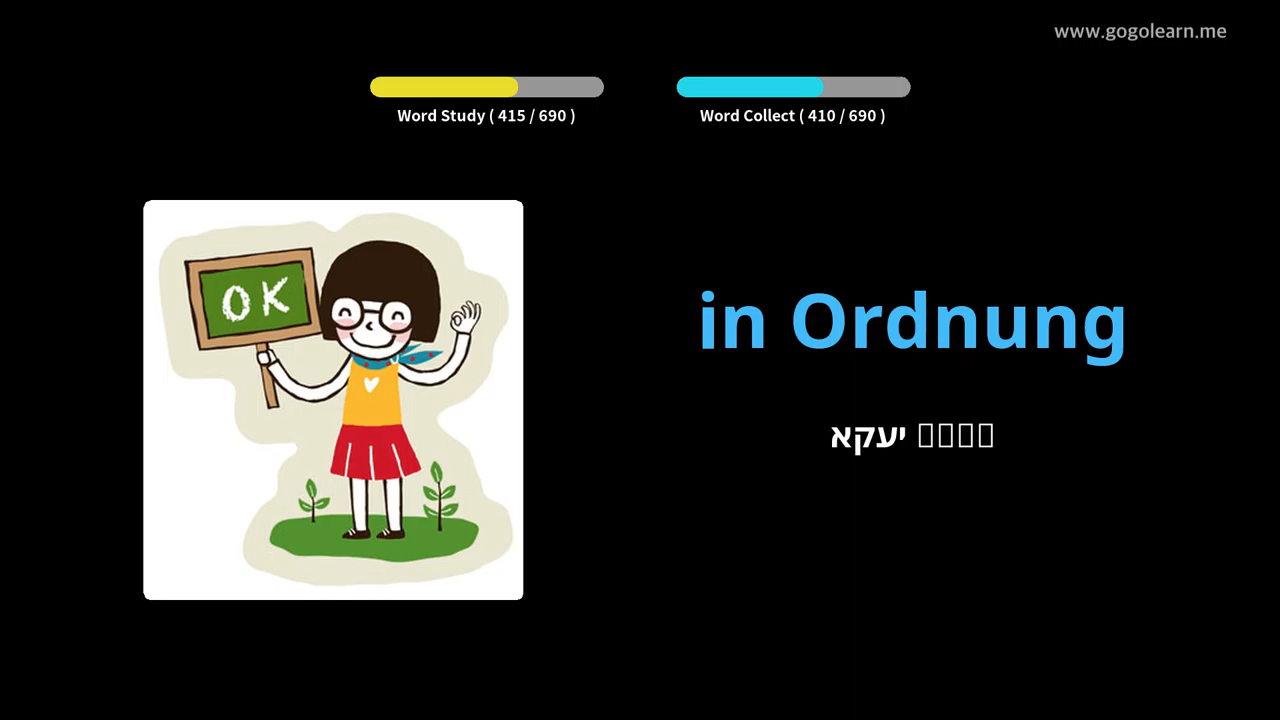 www.gogolearn.me
Word Study ( 415 / 690 )
Word Collect ( 410 / 690 )
OK
in Ordnung
יעקא